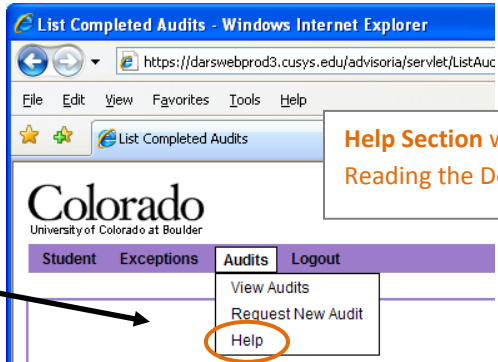 List Completed Audits - Windows Internet Explorer
https://darswebprod3.cusys.edu/advisoria/servlet/ListAuc
File Edit View Favorites Tools Help
List Completed Audits
Help Section
Reading the
Colorado
University of Colorado at Boulder
Student Exceptions Audits Logout
View Audits
Request New Audit
Help